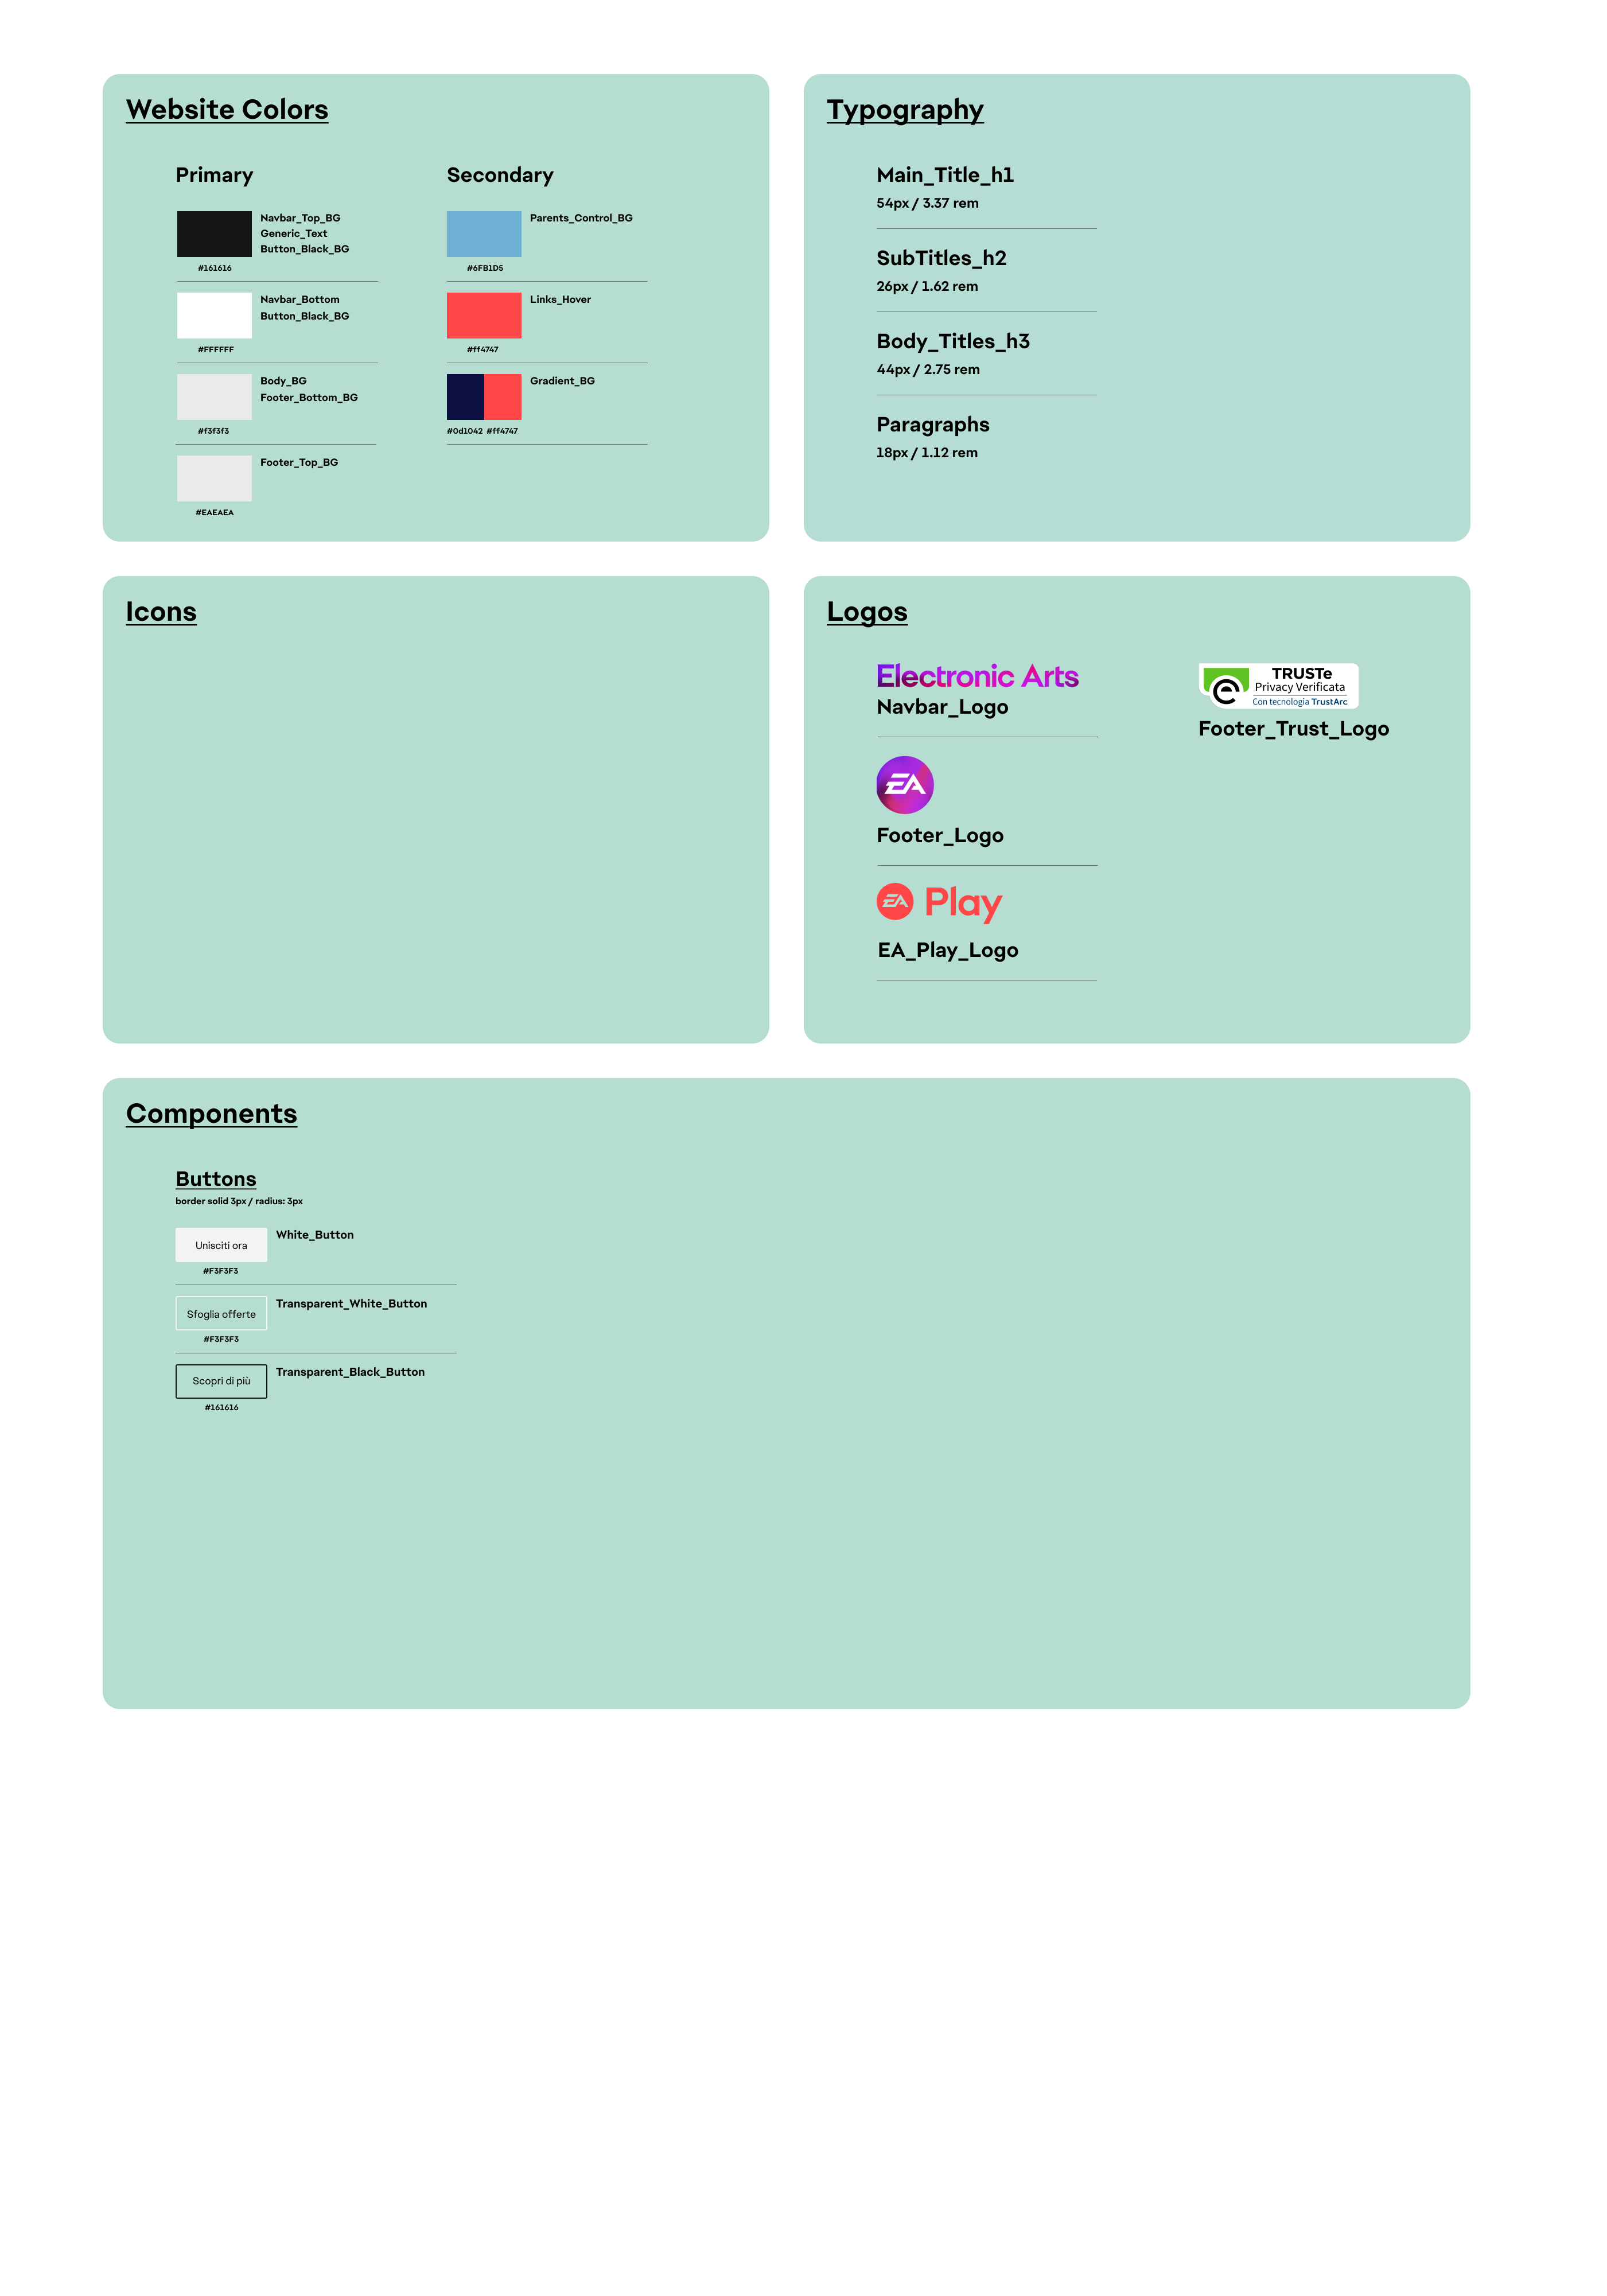 Website Colors
Primary
Navbar_Top_BG
Generic_Text
Button_Black_BG
#161616
Navbar_Bottom
Button_Black_BG
#FFFFFF
Body_BG
Footer_Bottom_BG
#f3f3f3
Footer_Top_BG
#EAEAEA
Secondary
Parents_Control_BG
#6FB1D5
Links_Hover
#ff4747
Gradient_BG
#0d1042 #ff4747
Typography
Main_Title_h1
54px / 3.37 rem
SubTitles_h2
26px / 1.62 rem
Body_Titles_h3
44px / 2.75 rem
Paragraphs
18px / 1.12 rem
Icons
Logos
Electronic Arts
Navbar_Logo
EA
Footer_Logo
EA Play
EA_Play_Logo
TRUSTe
Privacy Verificata
Con tecnologia TrustArc
Footer_Trust_Logo
Components
Buttons
border solid 3px / radius: 3px
Unisciti ora
White_Button
#F3F3F3
Sfoglia offerte
Transparent_White_Button
#F3F3F3
Scopri di più
Transparent_Black_Button
#161616